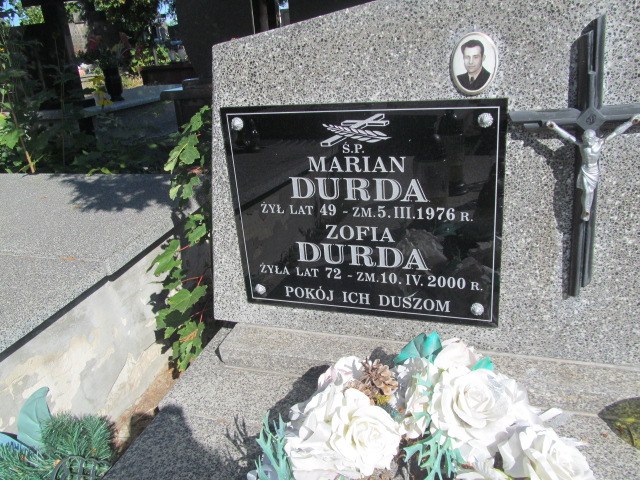 Ś.P.
MARIAN
DURDA
ŻYŁ LAT 49 - ZM. 5. III. 1976 R.
ZOFIA
DURDA
ŻYŁA LAT 72 - ZM. 10. IV. 2000 R.
POKÓJ ICH DUSZOM